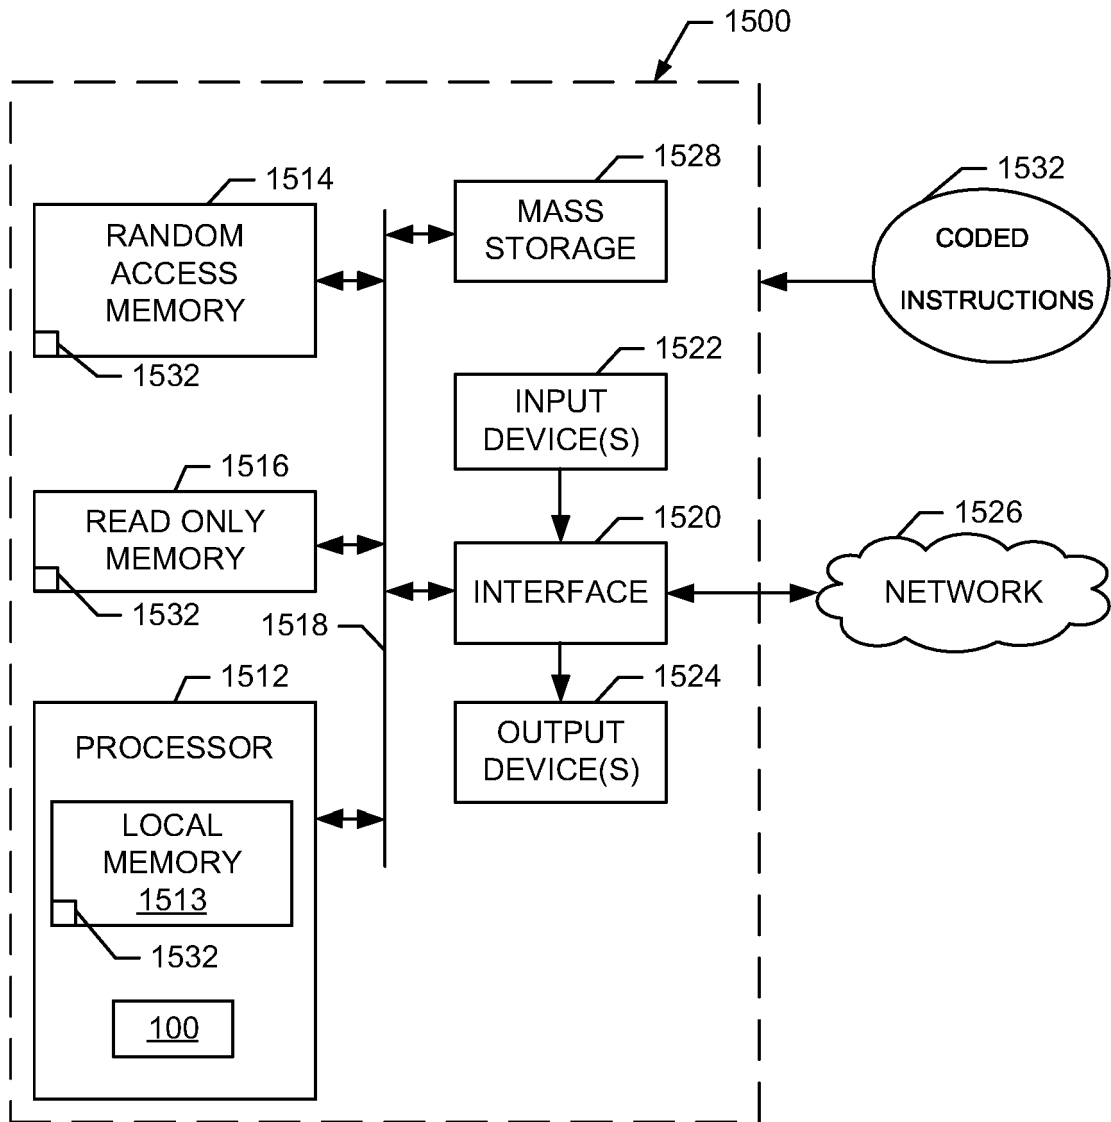 1500
1514
RANDOM
ACCESS
MEMORY
1532
1528
MASS
STORAGE
1532
CODED
INSTRUCTIONS
1522
INPUT
DEVICE(S)
1516
READ ONLY
MEMORY
1532
1520
INTERFACE
1526
NETWORK
1518
1512
PROCESSOR
LOCAL
MEMORY
1513
1532
100
1524
OUTPUT
DEVICE(S)